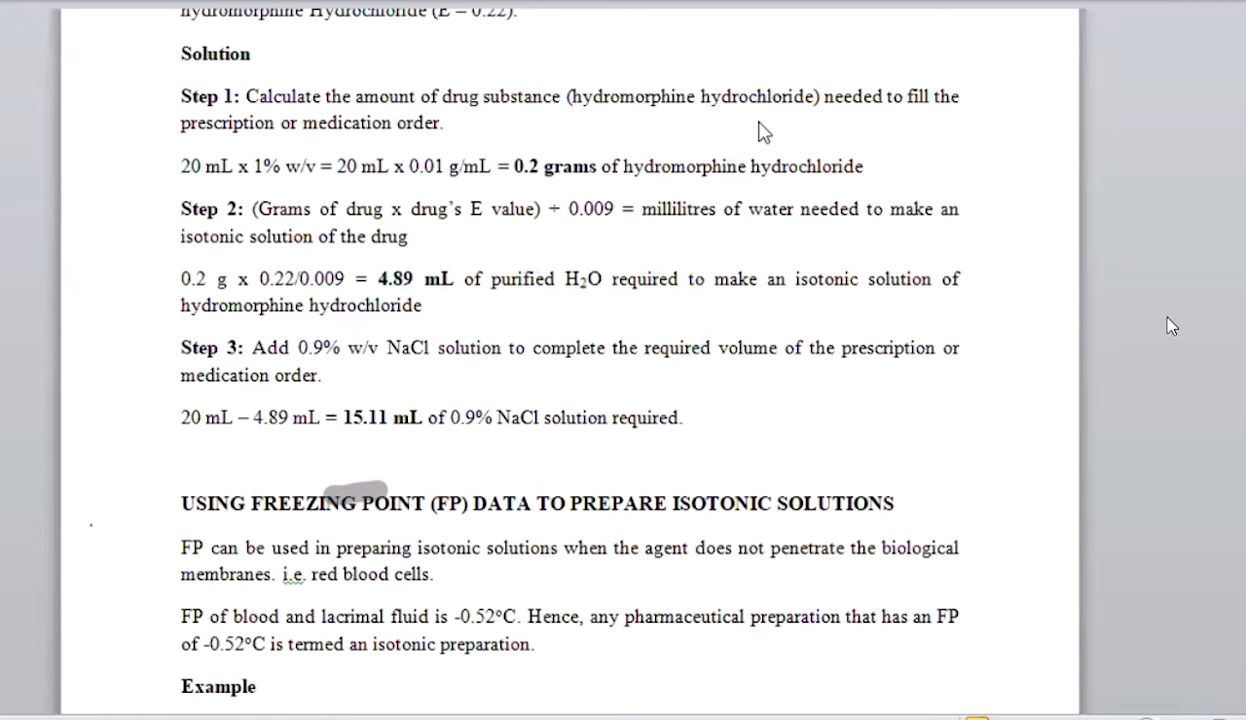 hydromorphine Hydrochloride (E – 0.22).
Solution
Step 1: Calculate the amount of drug substance (hydromorphine hydrochloride) needed to fill the
prescription or medication order.
20 mL x 1% w/v = 20 mL x 0.01 g/mL = 0.2 grams of hydromorphine hydrochloride
Step 2: (Grams of drug x drug's E value) ÷ 0.009 = millilitres of water needed to make an
isotonic solution of the drug
0.2 g x 0.22/0.009 = 4.89 mL of purified H₂O required to make an isotonic solution of
hydromorphine hydrochloride
Step 3: Add 0.9% w/v NaCl solution to complete the required volume of the prescription or
medication order.
20 mL – 4.89 mL = 15.11 mL of 0.9% NaCl solution required.
USING FREEZING POINT (FP) DATA TO PREPARE ISOTONIC SOLUTIONS
FP can be used in preparing isotonic solutions when the agent does not penetrate the biological
membranes. i.e. red blood cells.
FP of blood and lacrimal fluid is -0.52°C. Hence, any pharmaceutical preparation that has an FP
of -0.52°C is termed an isotonic preparation.
Example